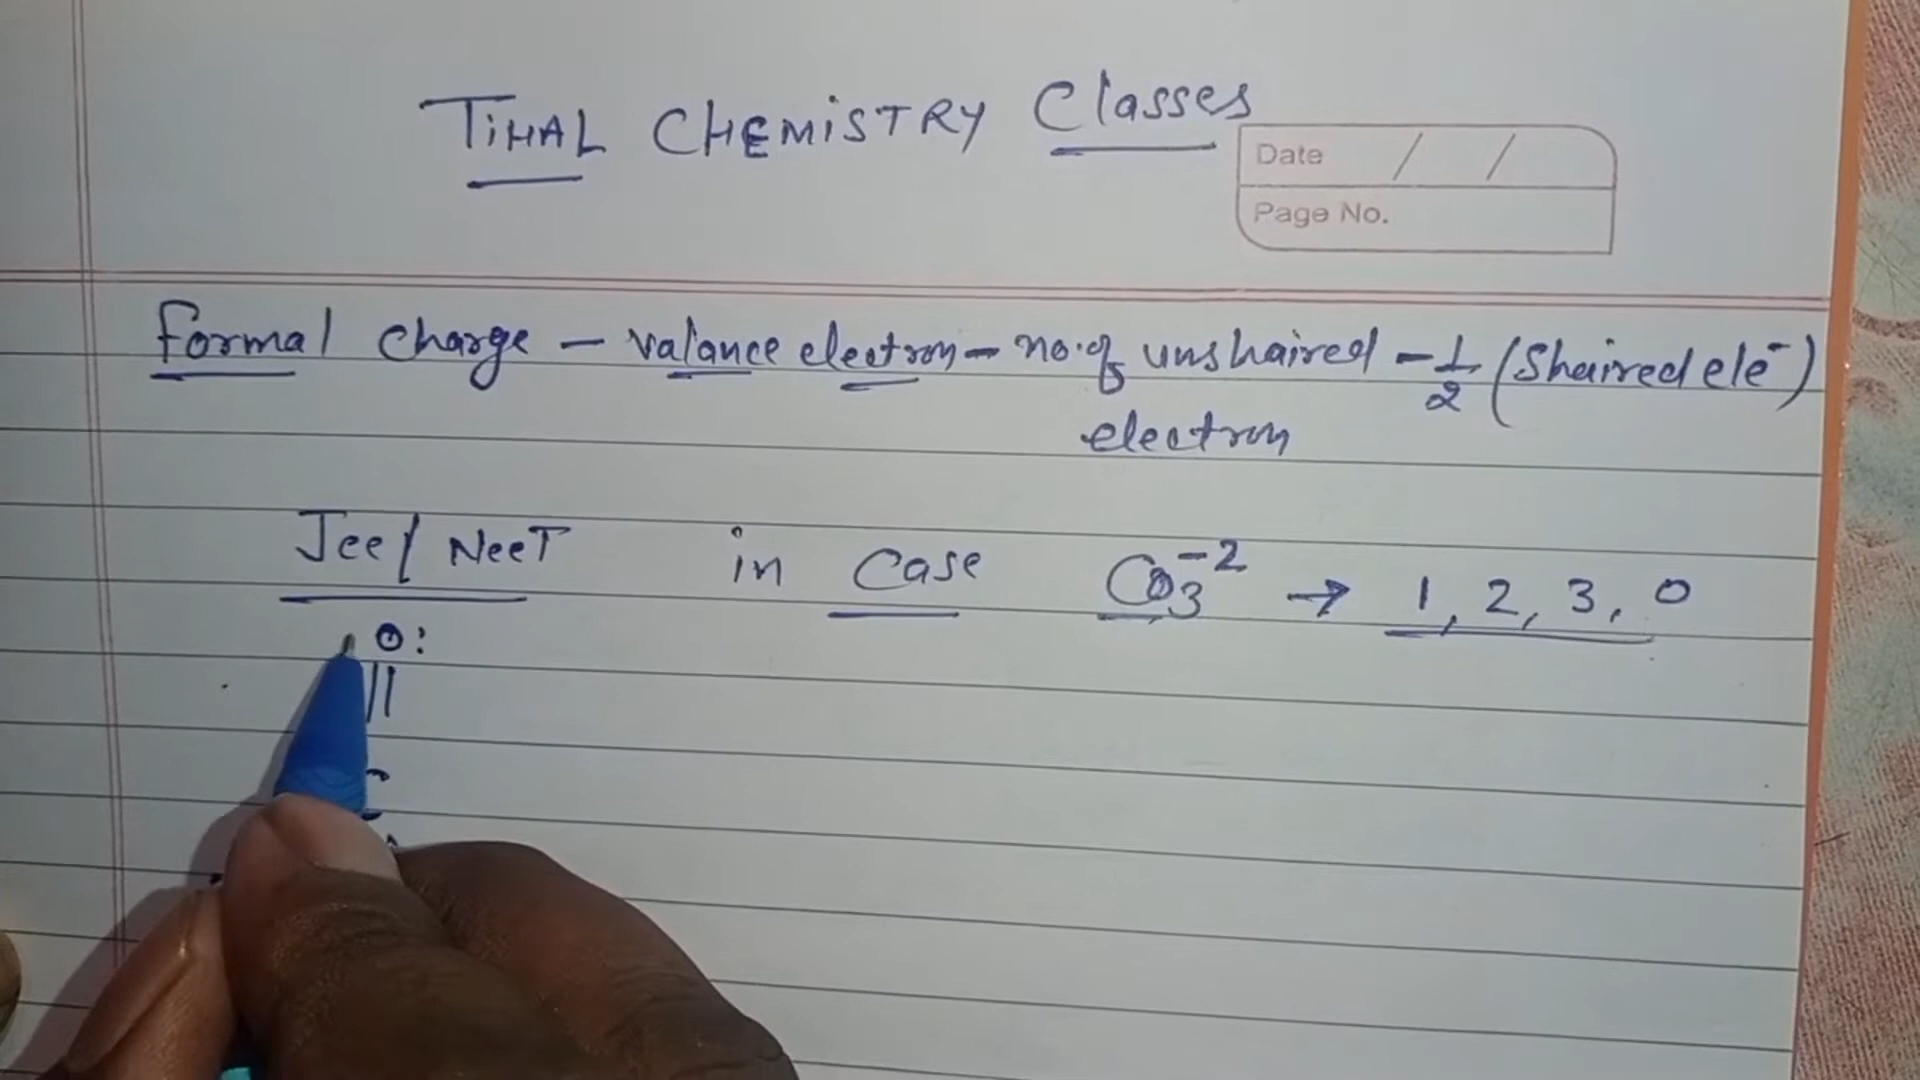 TiHAL CHEMiSTRY Classes
Date / /
Page No.
Formal charge - valance electron - no. of unshaired - 1/2 (Shaired ele⁻)
electron
Jee/ NeeT in Case CO₃⁻² → 1, 2, 3, 0
O:
||
C